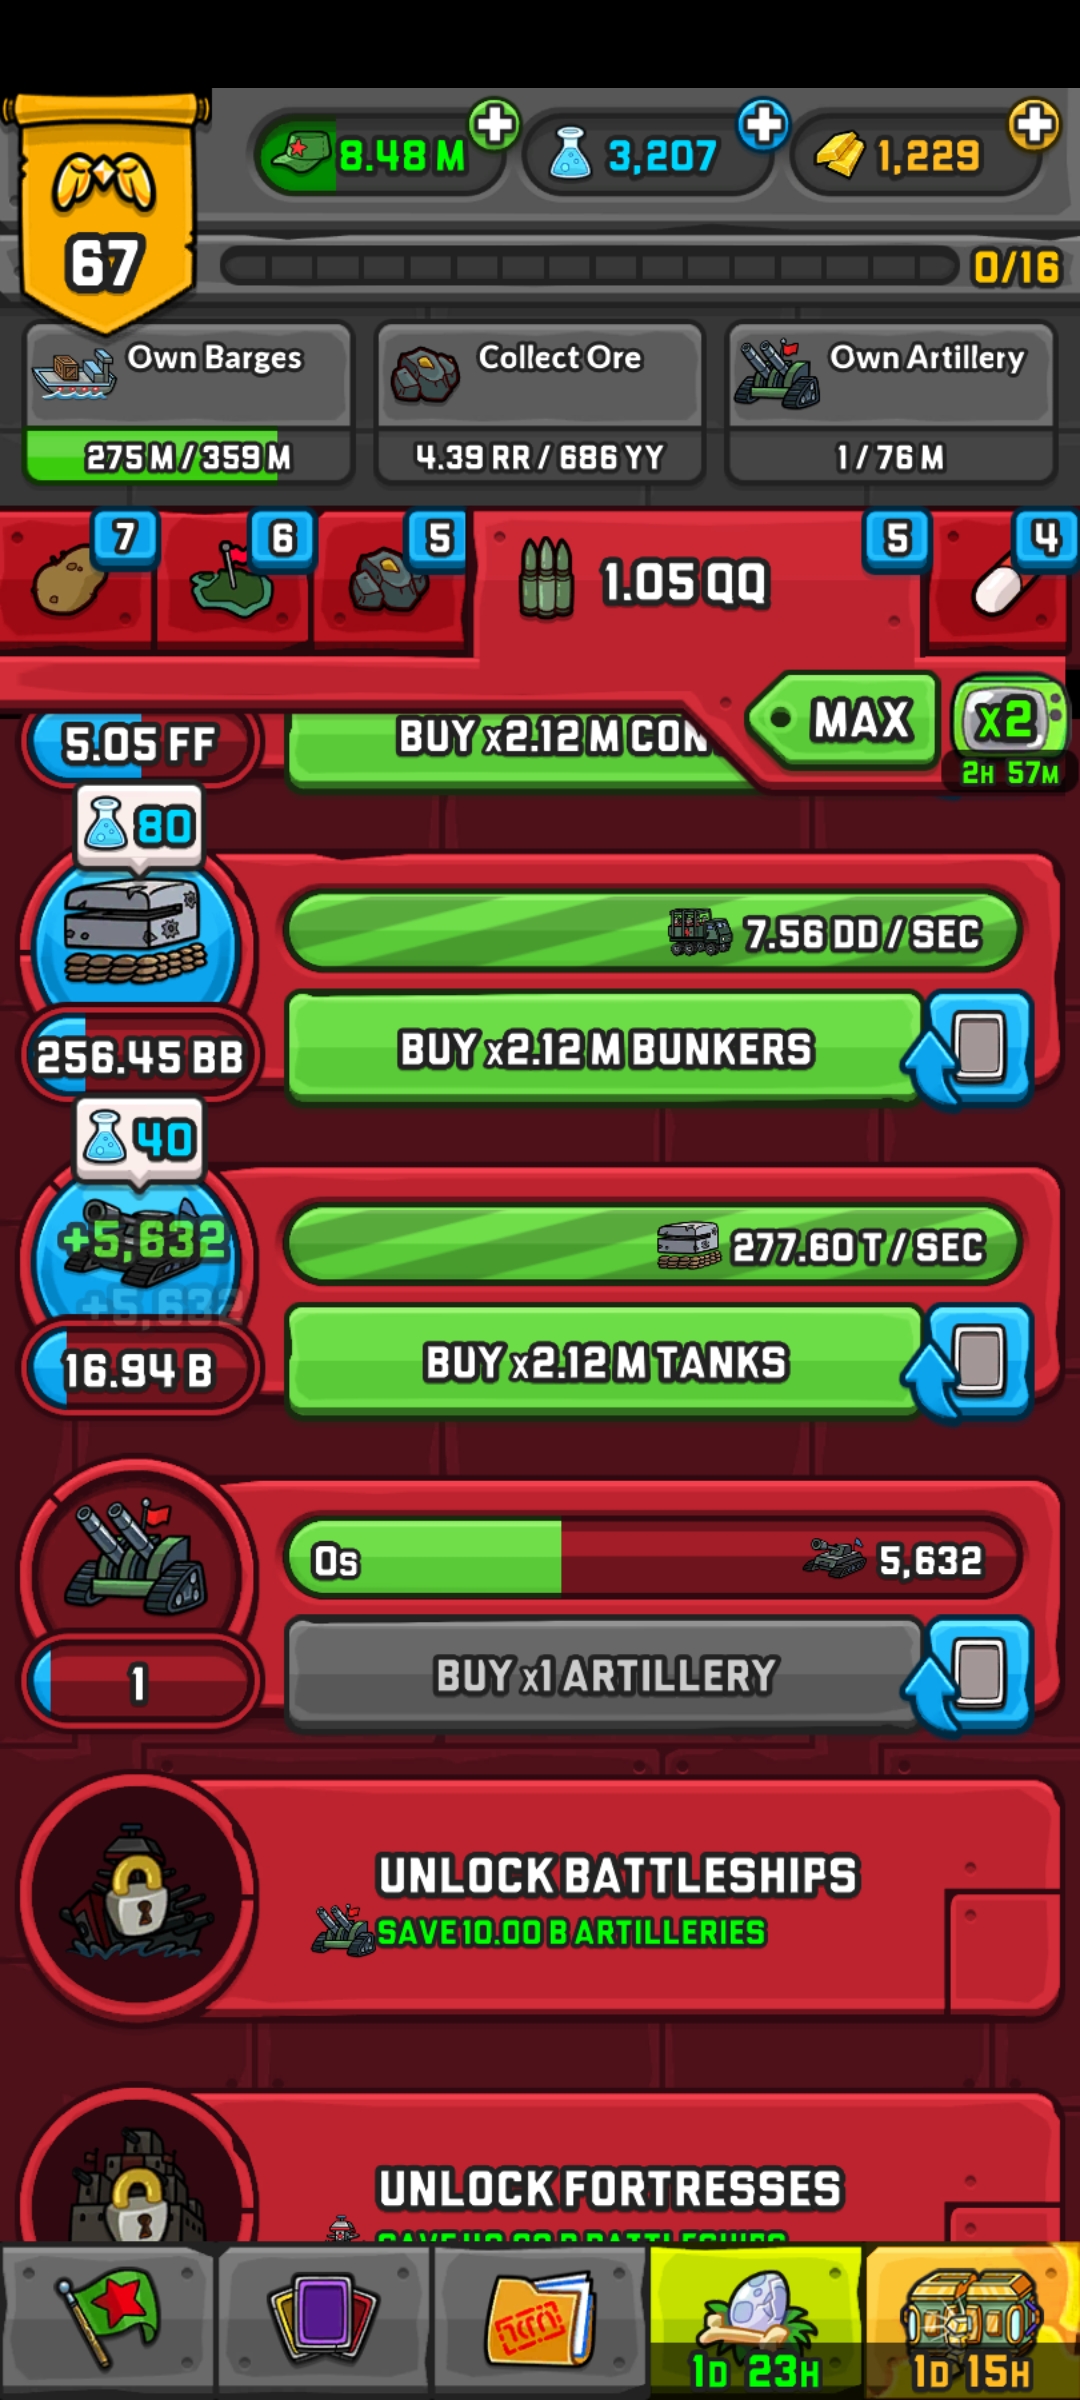 67
8.48 M
3,207
1,229
0/16
Own Barges
275 M / 359 M
Collect Ore
4.39 RR / 686 YY
Own Artillery
1 / 76 M
7
6
5
1.05 QQ
5
4
MAX
x2
2H 57M
5.05 FF
BUY x2.12 M CON
80
7.56 DD / SEC
256.45 BB
BUY x2.12 M BUNKERS
40
+5,632
+5,632
277.60 T / SEC
16.94 B
BUY x2.12 M TANKS
0s
5,632
1
BUY x1 ARTILLERY
UNLOCK BATTLESHIPS
SAVE 10.00 B ARTILLERIES
UNLOCK FORTRESSES
1D 23H
1D 15H